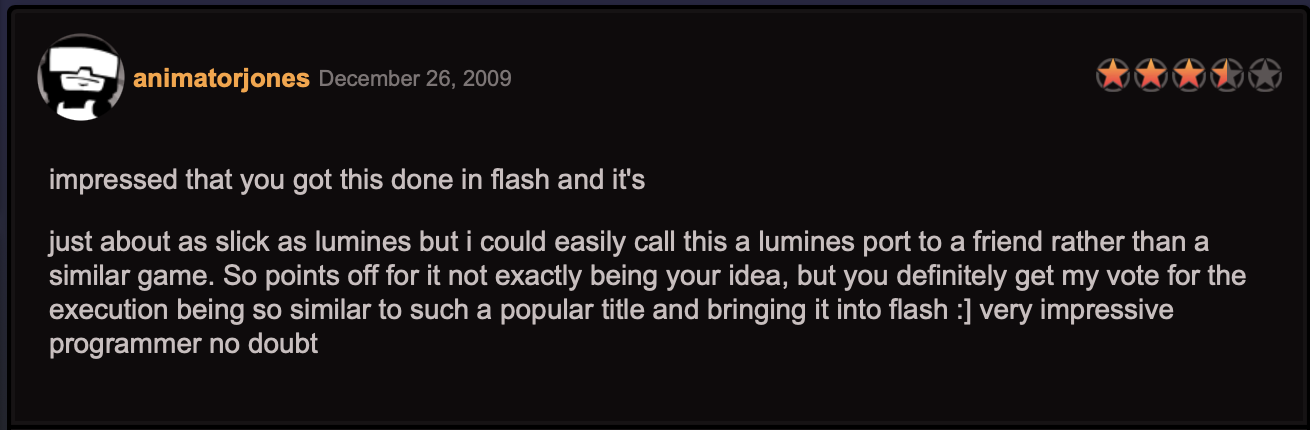 animatorjones December 26, 2009
impressed that you got this done in flash and it's
just about as slick as lumines but i could easily call this a lumines port to a friend rather than a
similar game. So points off for it not exactly being your idea, but you definitely get my vote for the
execution being so similar to such a popular title and bringing it into flash :] very impressive
programmer no doubt